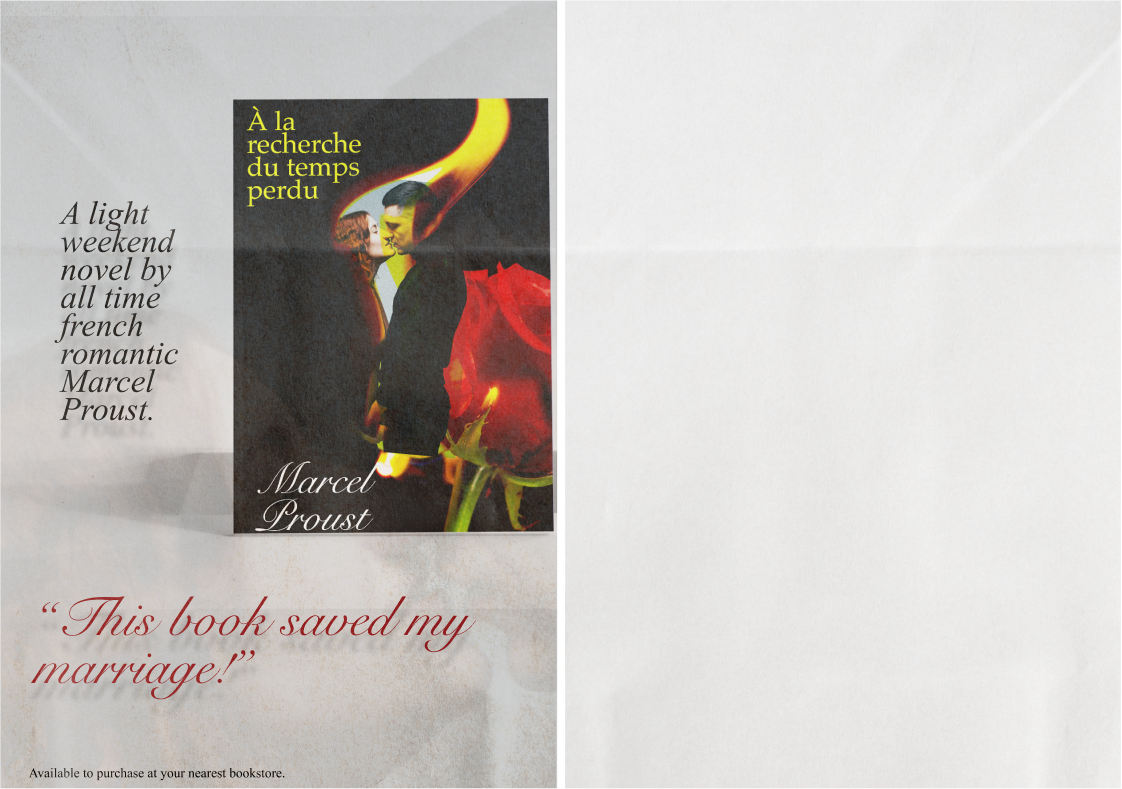 À la
recherche
du temps
perdu
A light
weekend
novel by
all time
french
romantic
Marcel
Proust.
Marcel
Proust
“This book saved my
marriage!”
Available to purchase at your nearest bookstore.